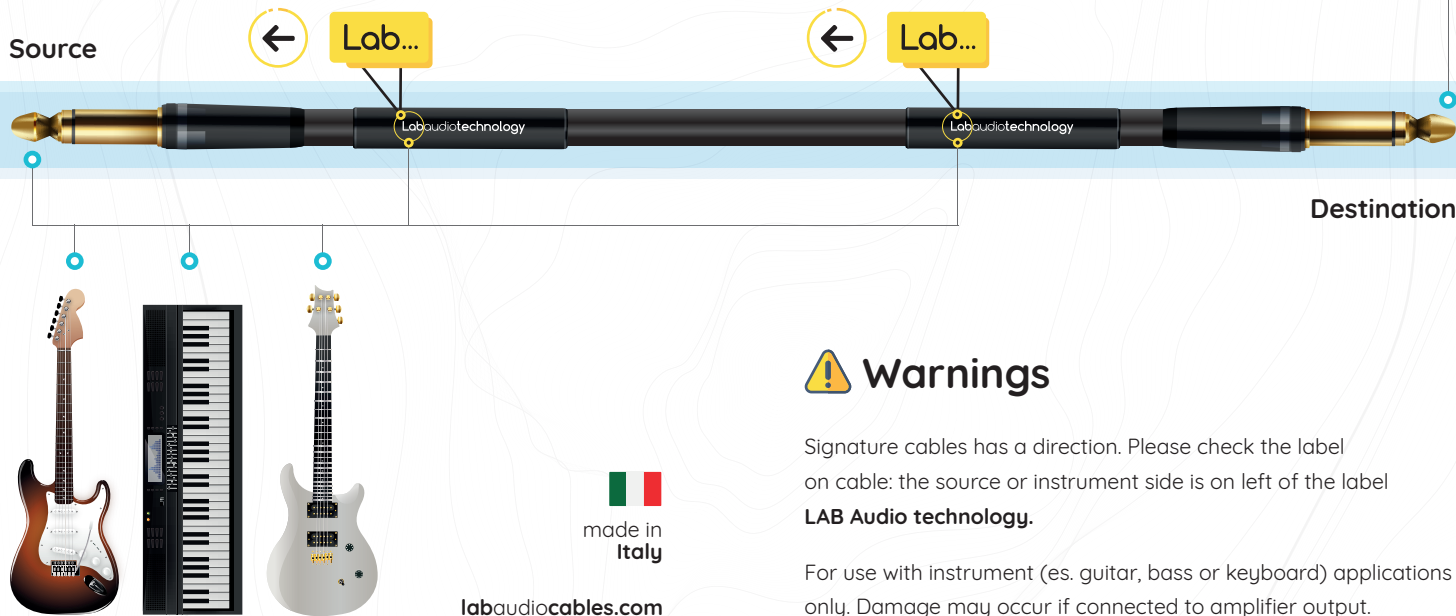 Source
Lab...
Lab...
Labaudiotechnology
Labaudiotechnology
Destination
Warnings
Signature cables has a direction. Please check the label
on cable: the source or instrument side is on left of the label
LAB Audio technology.
For use with instrument (es. guitar, bass or keyboard) applications
only. Damage may occur if connected to amplifier output.
made in
Italy
labaudiocables.com